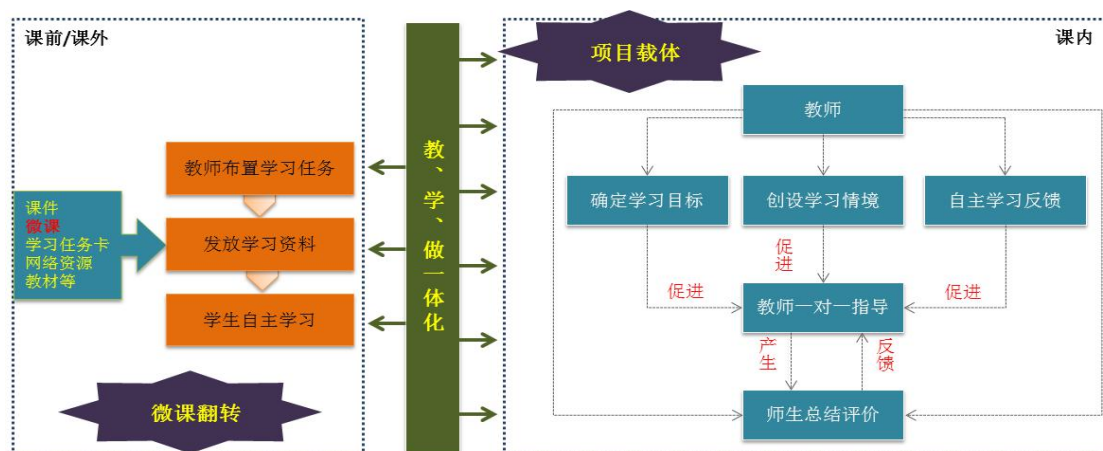 课前/课外
教师布置学习任务
课件
微课
学习任务卡
网络资源
教材等
发放学习资料
学生自主学习
微课翻转
教、学、做一体化
项目载体
课内
教师
确定学习目标
创设学习情境
自主学习反馈
促进
促进
促进
教师一对一指导
产生
反馈
师生总结评价